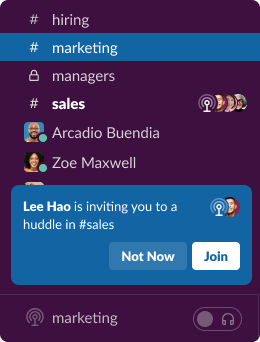 # hiring
# marketing
managers
# sales
Arcadio Buendia
Zoe Maxwell
Lee Hao is inviting you to a
huddle in #sales
Not Now Join
marketing